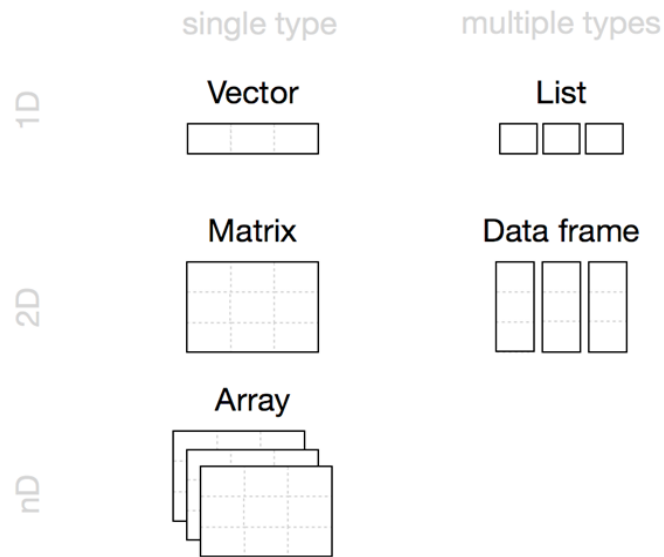 single type
multiple types
1D
Vector
List
2D
Matrix
Data frame
nD
Array